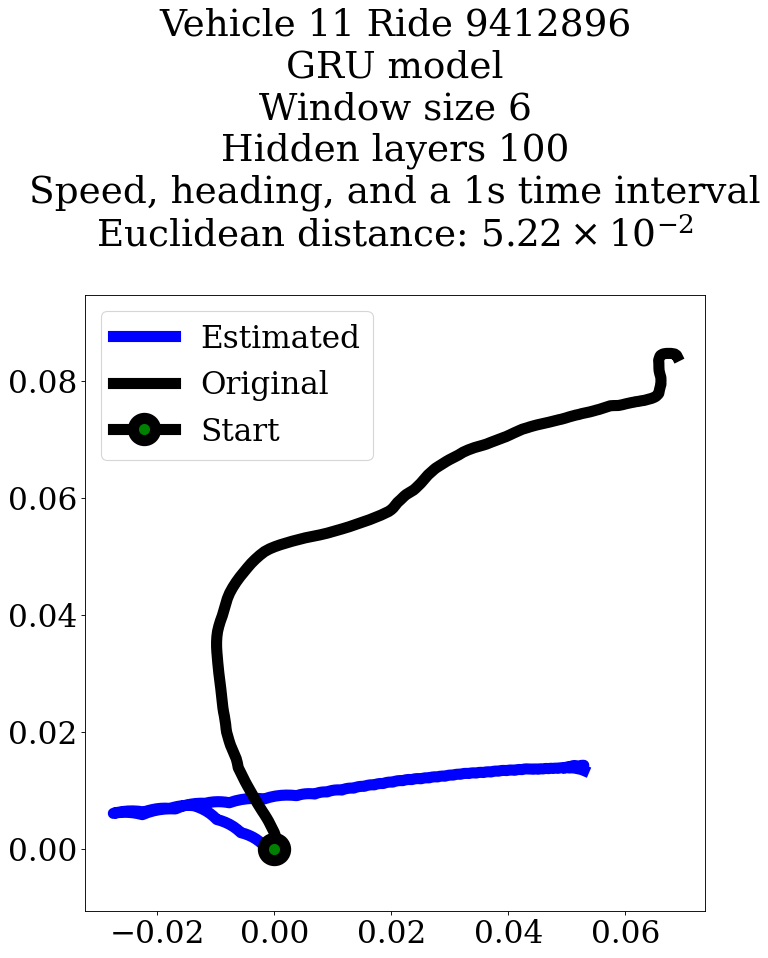 Vehicle 11 Ride 9412896
GRU model
Window size 6
Hidden layers 100
Speed, heading, and a 1s time interval
Euclidean distance: 5.22 × 10⁻²
Estimated
Original
Start
0.08
0.06
0.04
0.02
0.00
−0.02 0.00 0.02 0.04 0.06